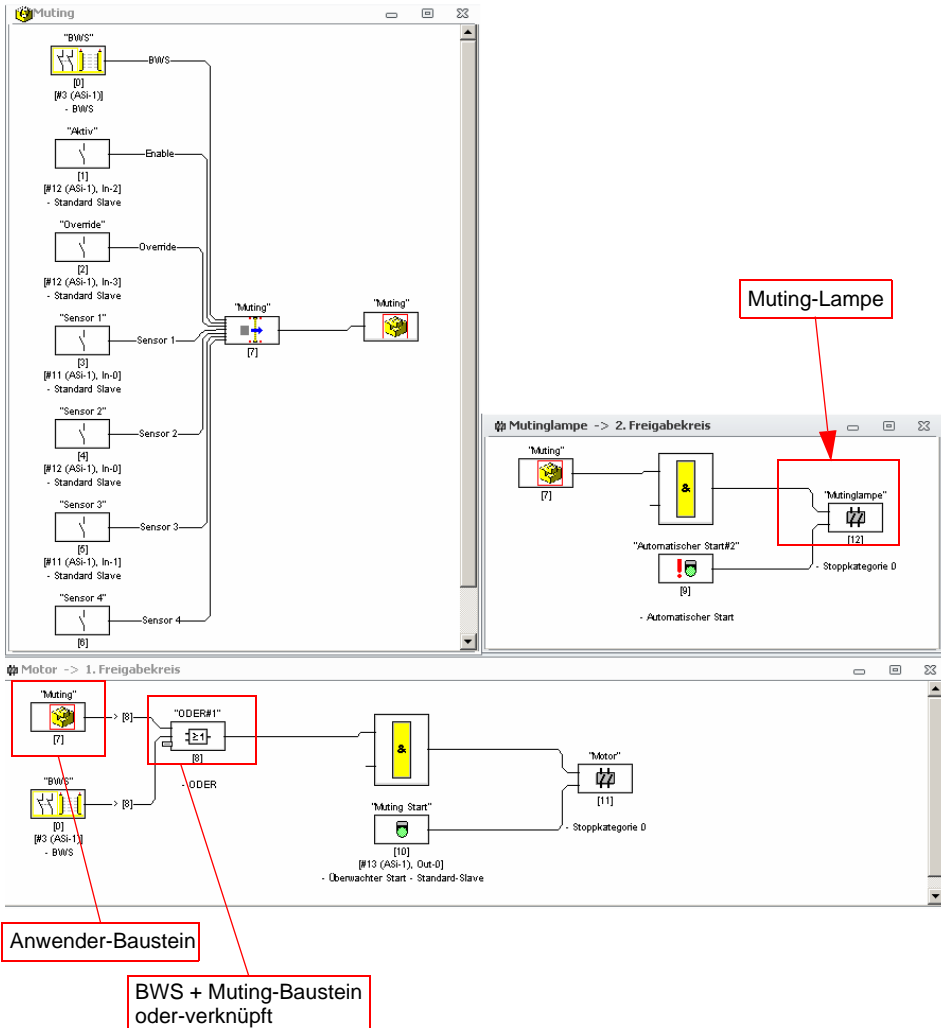 Muting
"BWS"
BWS
[0]
[#3 (ASi-1)]
- BWS
"Aktiv"
Enable
[1]
[#12 (ASi-1), In-2]
- Standard Slave
"Override"
Override
[2]
[#12 (ASi-1), In-3]
- Standard Slave
"Sensor 1"
Sensor 1
[3]
[#11 (ASi-1), In-0]
- Standard Slave
"Sensor 2"
Sensor 2
[4]
[#12 (ASi-1), In-0]
- Standard Slave
"Sensor 3"
Sensor 3
[5]
[#11 (ASi-1), In-1]
- Standard Slave
"Sensor 4"
Sensor 4
[6]
"Muting"
[7]
"Muting"
Muting-Lampe
Mutinglampe -> 2. Freigabekreis
"Muting"
[7]
&
"Mutinglampe"
[12]
- Stoppkategorie 0
"Automatischer Start#2"
[9]
- Automatischer Start
Motor -> 1. Freigabekreis
"Muting"
> [8]
[7]
"ODER#1"
≥1
[8]
- ODER
"BWS"
> [8]
[0]
[#3 (ASi-1)]
- BWS
&
"Motor"
[11]
- Stoppkategorie 0
"Muting Start"
[10]
[#13 (ASi-1), Out-0]
- Überwachter Start - Standard-Slave
Anwender-Baustein
BWS + Muting-Baustein
oder-verknüpft